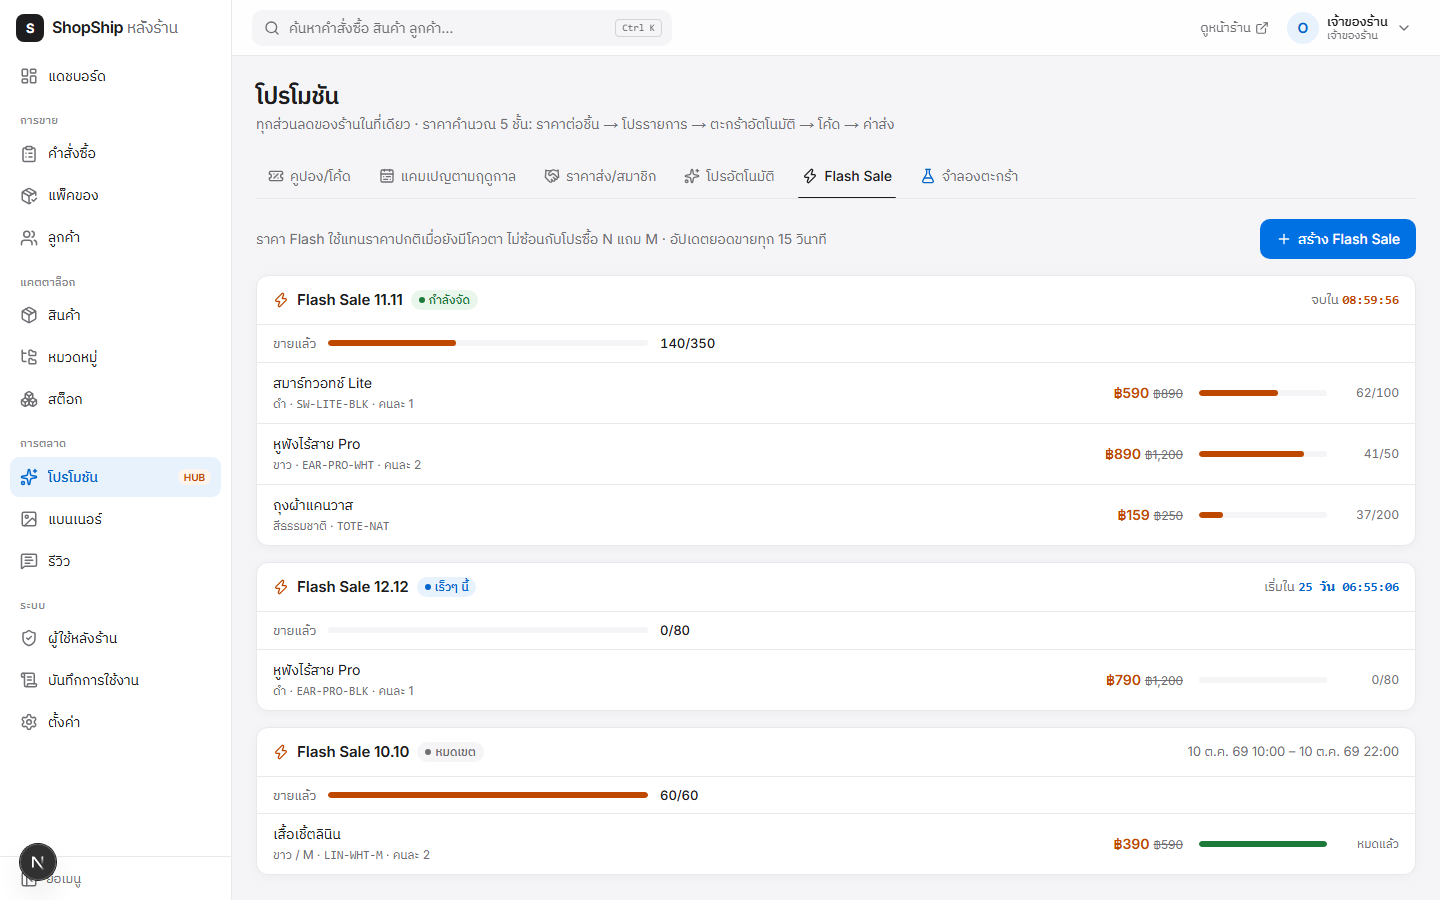 S ShopShip หลังร้าน
ค้นหาคำสั่งซื้อ สินค้า ลูกค้า... Ctrl K
ดูหน้าร้าน
O เจ้าของร้าน
เจ้าของร้าน
แดชบอร์ด
การขาย
คำสั่งซื้อ
แพ็คของ
ลูกค้า
แคตตาล็อก
สินค้า
หมวดหมู่
สต็อก
การตลาด
โปรโมชัน HUB
แบนเนอร์
รีวิว
ระบบ
ผู้ใช้หลังร้าน
บันทึกการใช้งาน
ตั้งค่า
N
ย่อเมนู
โปรโมชัน
ทุกส่วนลดของร้านในที่เดียว · ราคาคำนวณ 5 ชั้น: ราคาต่อชิ้น → โปรรายการ → ตะกร้าอัตโนมัติ → โค้ด → ค่าส่ง
คูปอง/โค้ด แคมเปญตามฤดูกาล ราคาส่ง/สมาชิก โปรอัตโนมัติ Flash Sale จำลองตะกร้า
ราคา Flash ใช้แทนราคาปกติเมื่อยังมีโควตา ไม่ซ้อนกับโปรซื้อ N แถม M · อัปเดตยอดขายทุก 15 วินาที
+ สร้าง Flash Sale
Flash Sale 11.11 กำลังจัด จบใน 08:59:56
ขายแล้ว 140/350
สมาร์ทวอทช์ Lite
ดำ · SW-LITE-BLK · คนละ 1
฿590 ฿890 62/100
หูฟังไร้สาย Pro
ขาว · EAR-PRO-WHT · คนละ 2
฿890 ฿1,200 41/50
ถุงผ้าแคนวาส
สีธรรมชาติ · TOTE-NAT
฿159 ฿250 37/200
Flash Sale 12.12 เร็วๆ นี้ เริ่มใน 25 วัน 06:55:06
ขายแล้ว 0/80
หูฟังไร้สาย Pro
ดำ · EAR-PRO-BLK · คนละ 1
฿790 ฿1,200 0/80
Flash Sale 10.10 หมดเขต 10 ต.ค. 69 10:00 – 10 ต.ค. 69 22:00
ขายแล้ว 60/60
เสื้อเชิ้ตลินิน
ขาว / M · LIN-WHT-M · คนละ 2
฿390 ฿590 หมดแล้ว